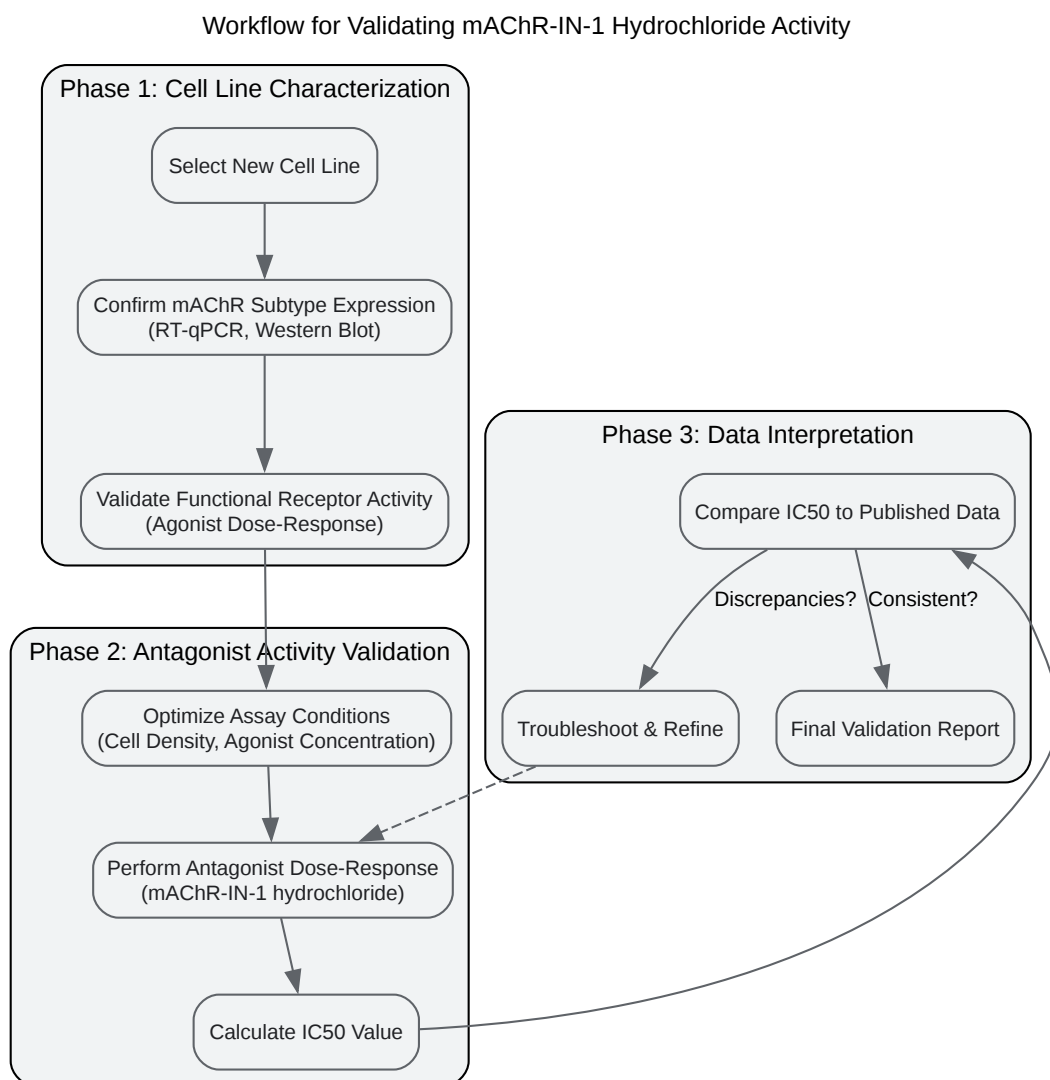 Workflow for Validating mAChR-IN-1 Hydrochloride Activity
Phase 1: Cell Line Characterization
Select New Cell Line
Confirm mAChR Subtype Expression
(RT-qPCR, Western Blot)
Validate Functional Receptor Activity
(Agonist Dose-Response)
Phase 2: Antagonist Activity Validation
Optimize Assay Conditions
(Cell Density, Agonist Concentration)
Perform Antagonist Dose-Response
(mAChR-IN-1 hydrochloride)
Calculate IC50 Value
Phase 3: Data Interpretation
Compare IC50 to Published Data
Discrepancies?
Consistent?
Troubleshoot & Refine
Final Validation Report